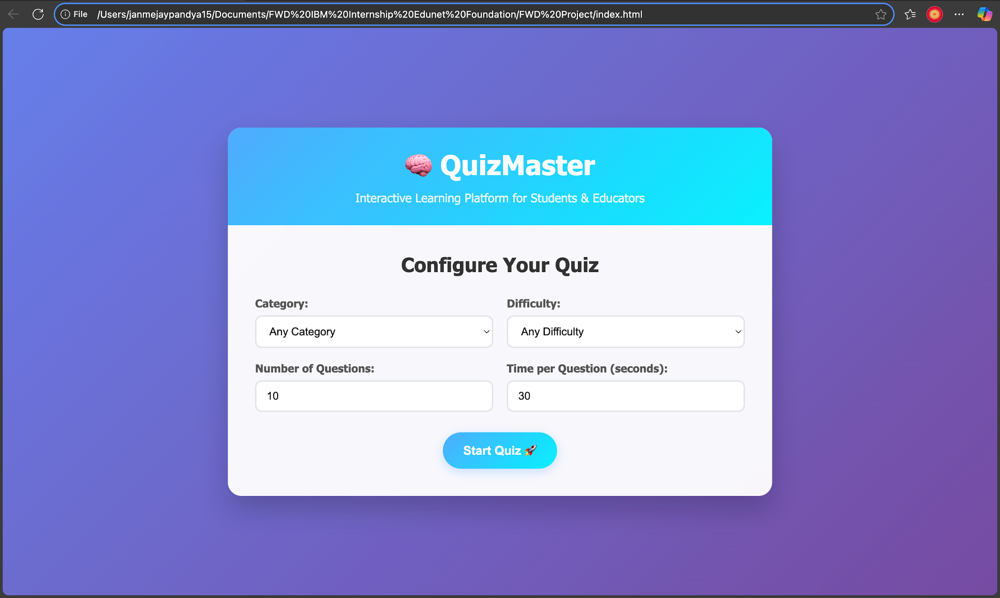 File /Users/janmejaypandya15/Documents/FWD%20IBM%20Internship%20Edunet%20Foundation/FWD%20Project/index.html
🧠 QuizMaster
Interactive Learning Platform for Students & Educators
Configure Your Quiz
Category:
Any Category
Difficulty:
Any Difficulty
Number of Questions:
10
Time per Question (seconds):
30
Start Quiz 🚀